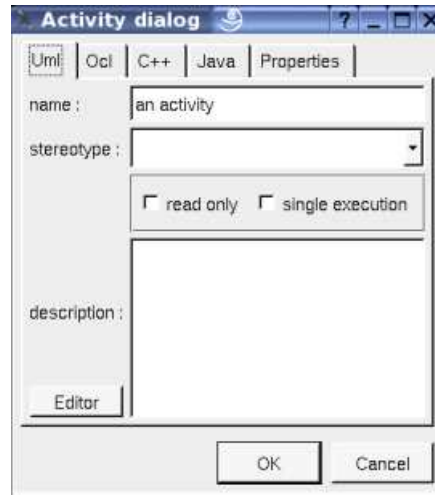 Activity dialog ? _ X
Uml Ocl C++ Java Properties
name : an activity
stereotype :
read only single execution
description :
Editor
OK Cancel